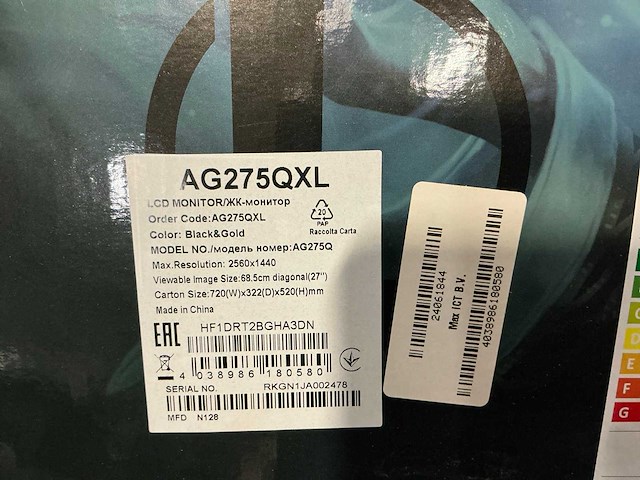 AG275QXL
LCD MONITOR/ЖК-монитор
Order Code:AG275QXL
Color: Black&Gold
MODEL NO./модель номер:AG275Q
Max.Resolution: 2560x1440
Viewable Image Size:68.5cm diagonal(27")
Carton Size:720(W)x322(D)x520(H)mm
Made in China
20
PAP
Raccolta Carta
EAC
HF1DRT2BGHA3DN
4 038986 180580
SERIAL NO.
RKGN1JA002478
MFD N128
24061844
Max ICT B.V.
4038986180580
D
E
F
G